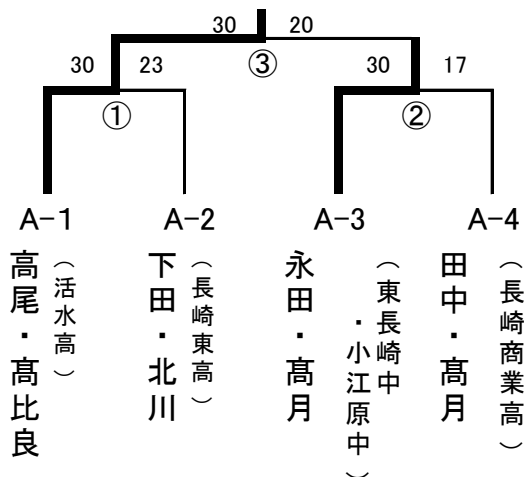 30 20
③
30 23
30 17
①
②
A-1
A-2
A-3
A-4
高尾・髙比良
（活水高）
下田・北川
（長崎東高）
永田・髙月
（東長崎中
・小江原中）
田中・髙月
（長崎商業高）